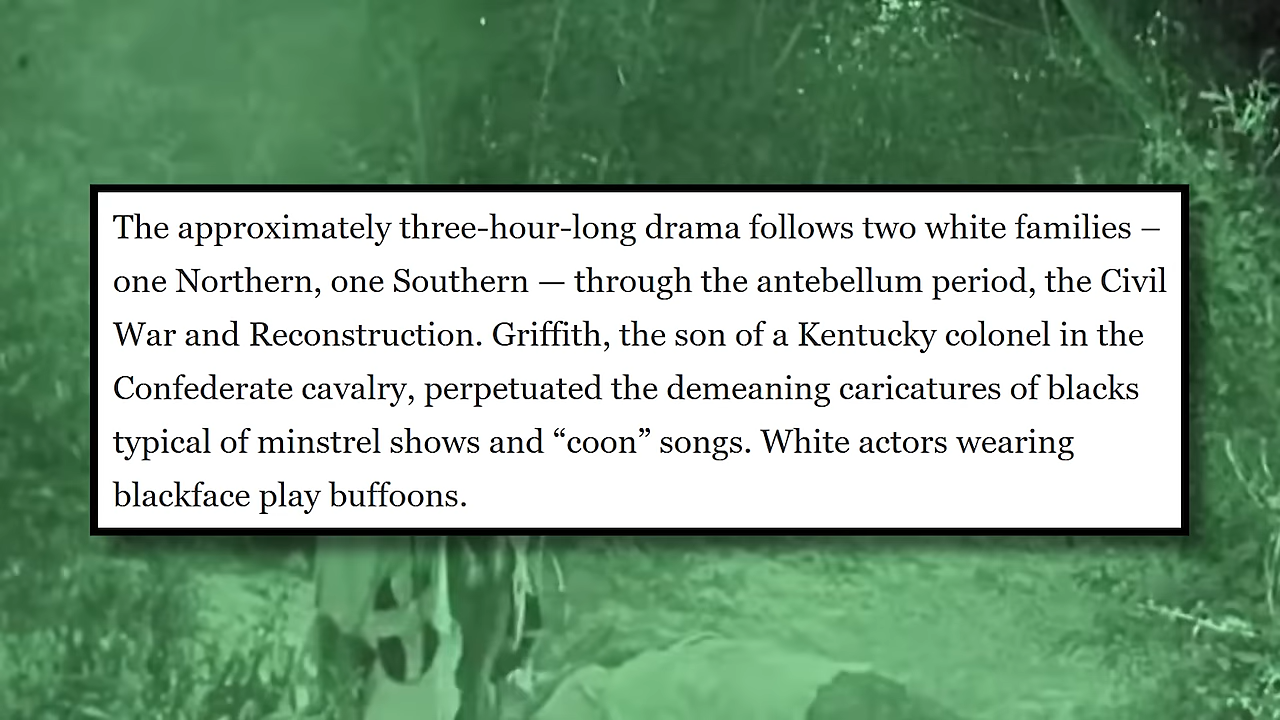 The approximately three-hour-long drama follows two white families –
one Northern, one Southern — through the antebellum period, the Civil
War and Reconstruction. Griffith, the son of a Kentucky colonel in the
Confederate cavalry, perpetuated the demeaning caricatures of blacks
typical of minstrel shows and “coon” songs. White actors wearing
blackface play buffoons.